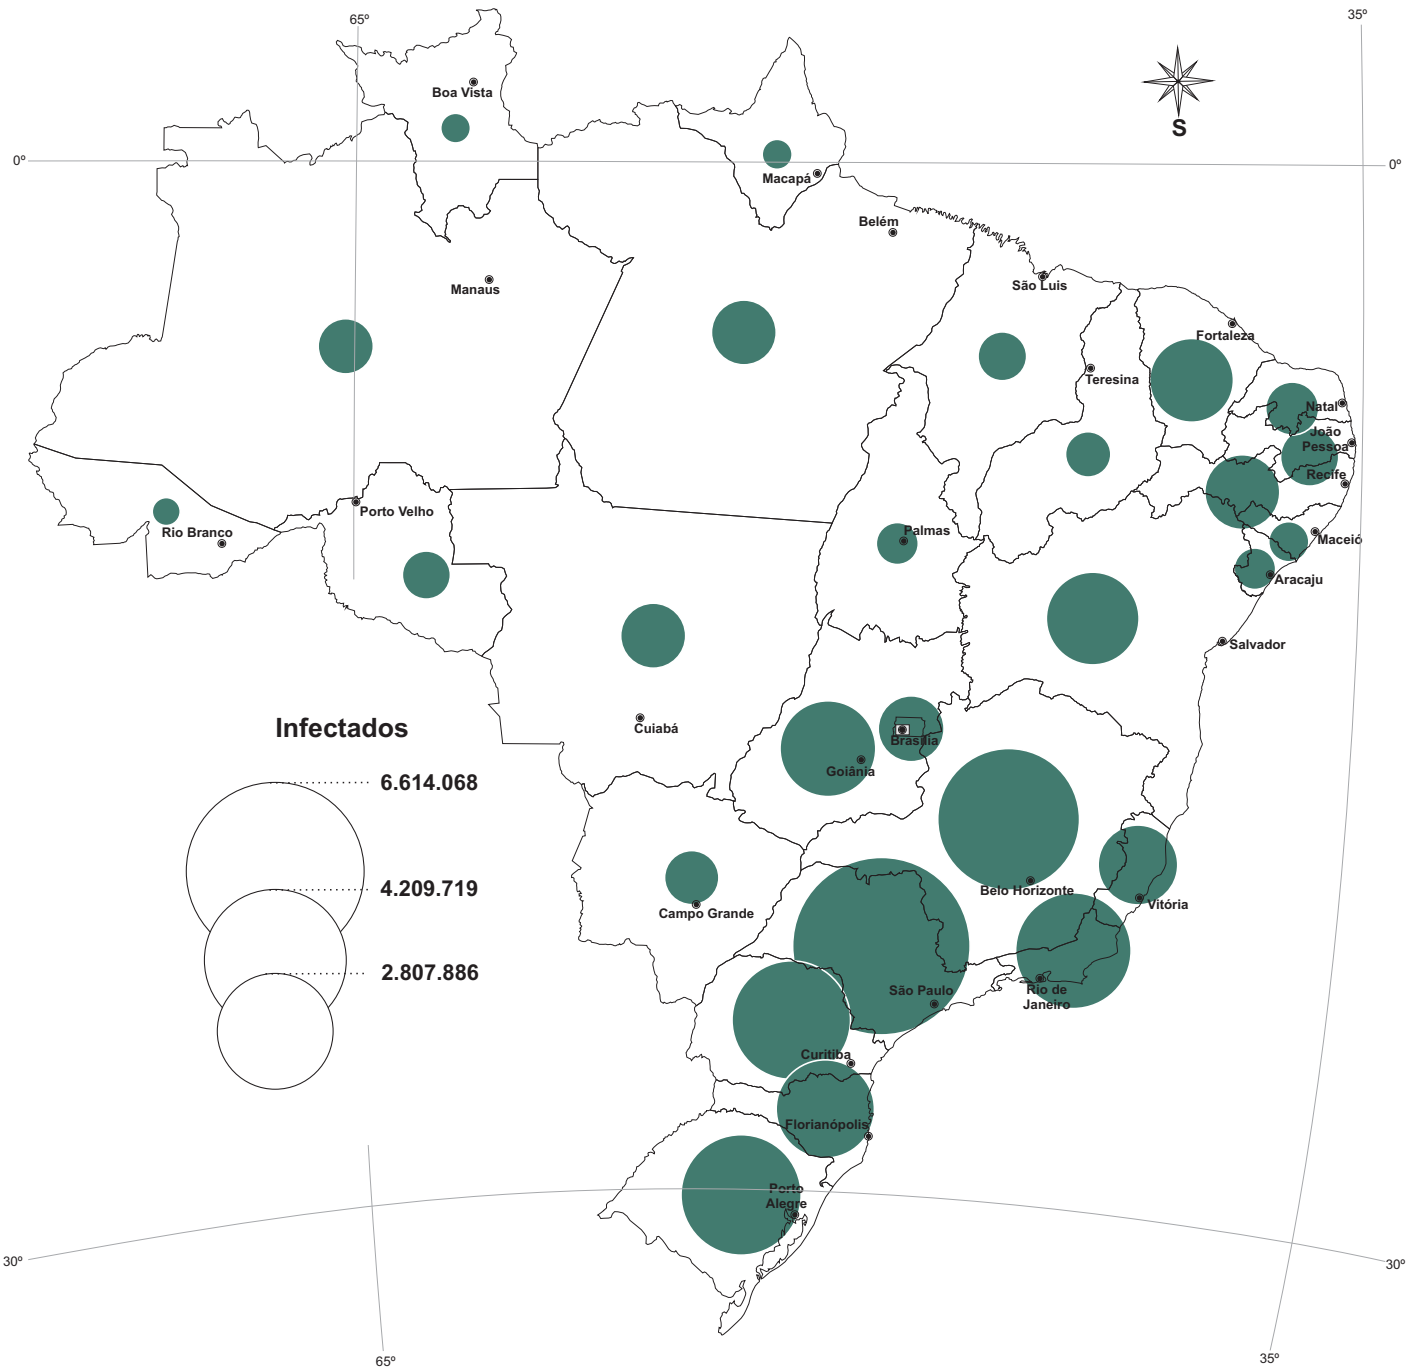 65º
35º
Boa Vista
S
0º
0º
Macapá
Belém
Manaus
São Luis
Fortaleza
Teresina
Natal
João
Pessoa
Recife
Porto Velho
Rio Branco
Palmas
Maceió
Aracaju
Salvador
Cuiabá
Brasília
Goiânia
Infectados
6.614.068
4.209.719
2.807.886
Belo Horizonte
Vitória
Campo Grande
São Paulo
Rio de
Janeiro
Curitiba
Florianópolis
Porto
Alegre
30º
30º
65º
35º